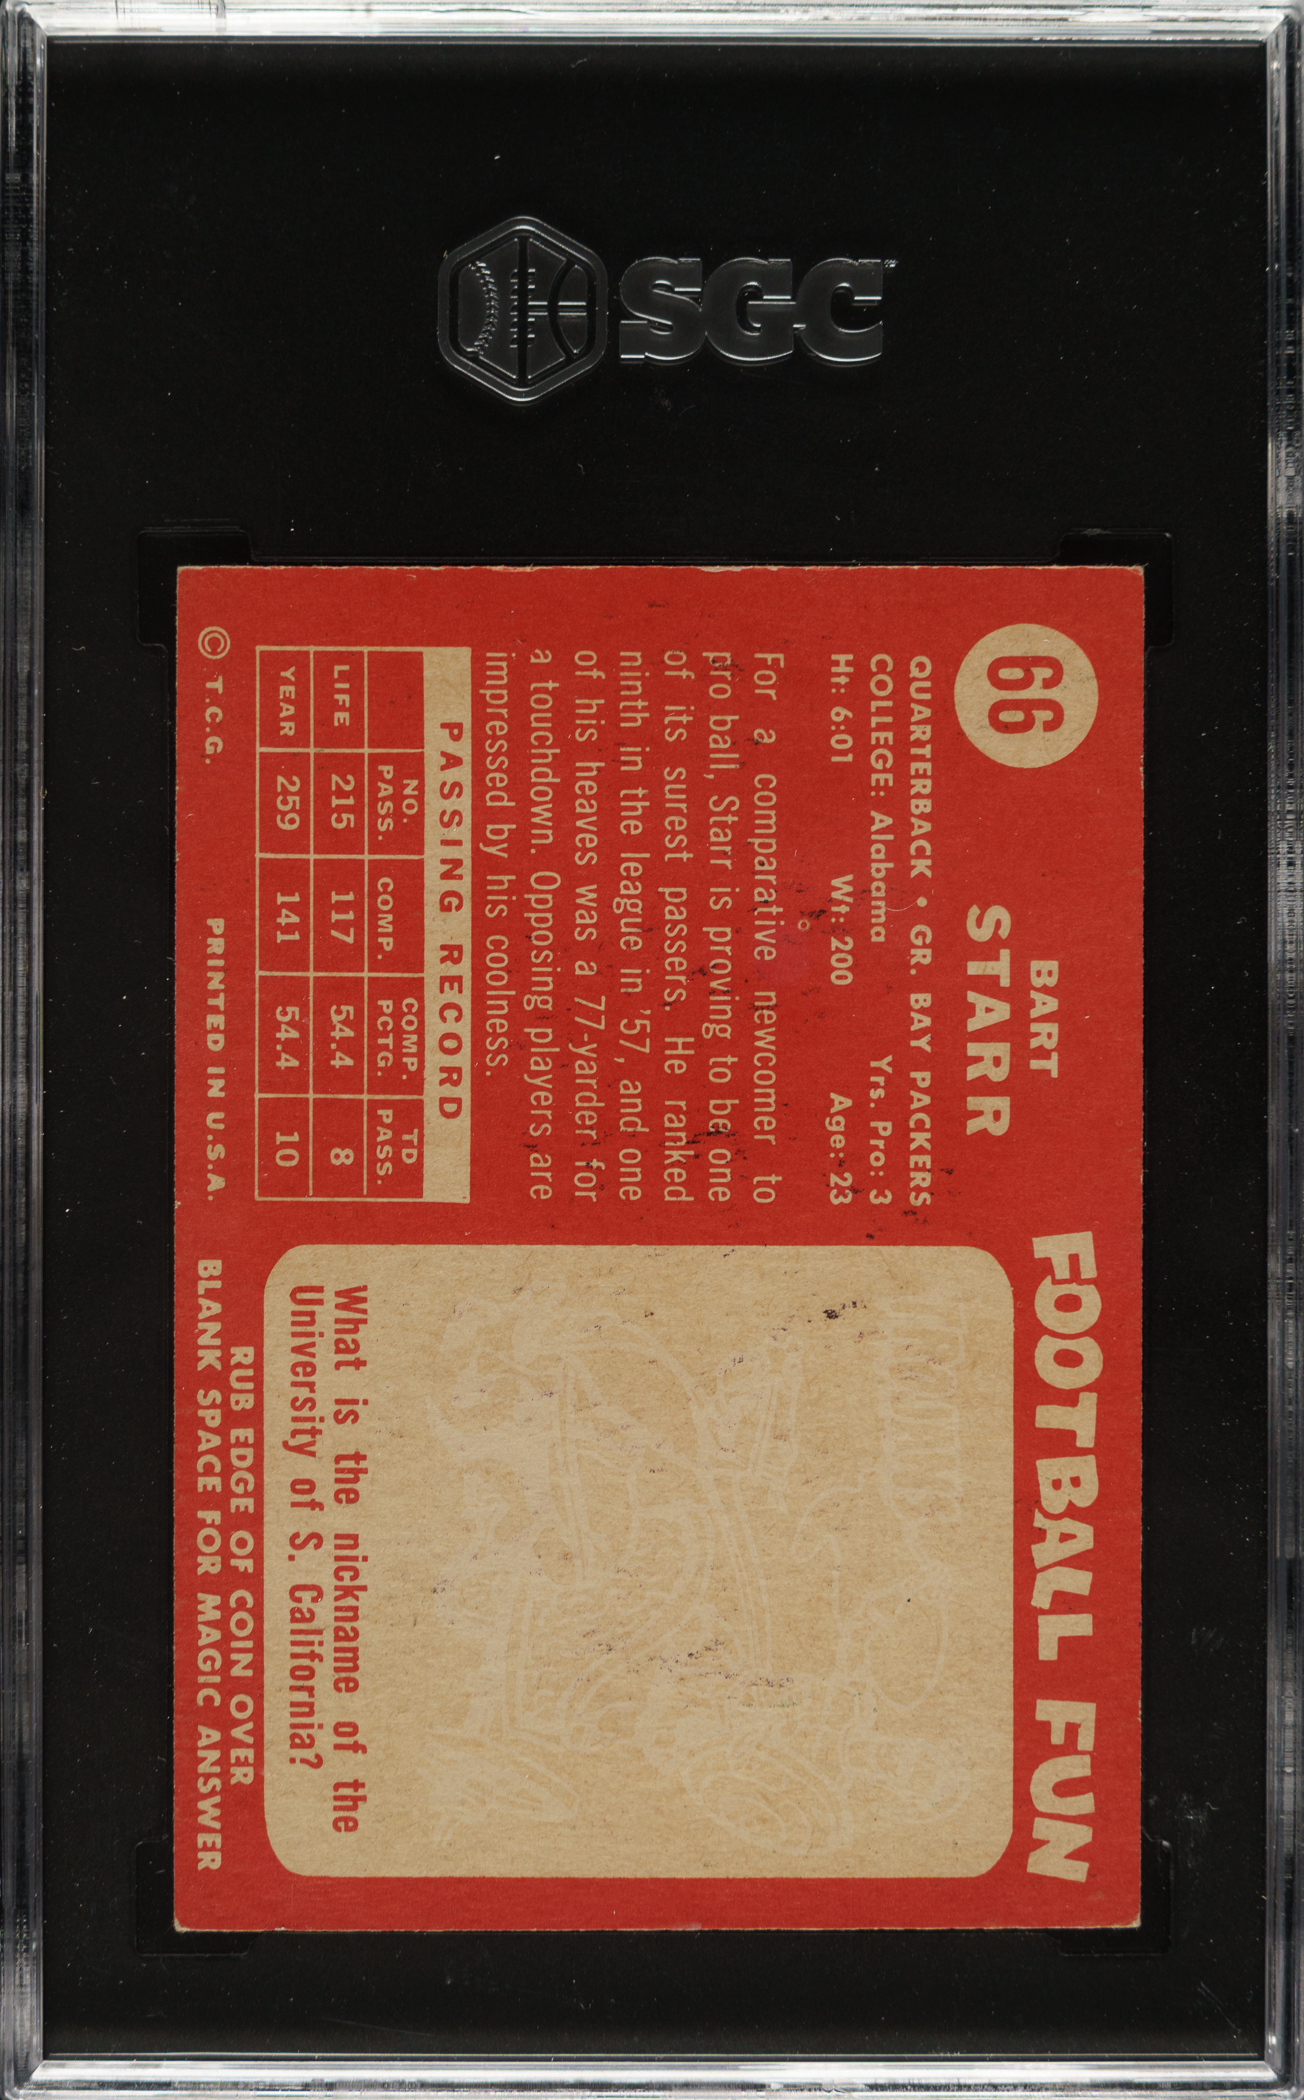 SGC
66
BART
STARR
QUARTERBACK • GR. BAY PACKERS
COLLEGE: Alabama Yrs. Pro: 3
Ht: 6:01 Wt: 200 Age: 23
For a comparative newcomer to
pro ball, Starr is proving to be one
of its surest passers. He ranked
ninth in the league in '57, and one
of his heaves was a 77-yarder for
a touchdown. Opposing players are
impressed by his coolness.
PASSING RECORD
NO. PASS. COMP. COMP. PCTG. TD PASS.
LIFE 215 117 54.4 8
YEAR 259 141 54.4 10
© T.C.G. PRINTED IN U.S.A.
FOOTBALL FUN
What is the nickname of the
University of S. California?
RUB EDGE OF COIN OVER
BLANK SPACE FOR MAGIC ANSWER